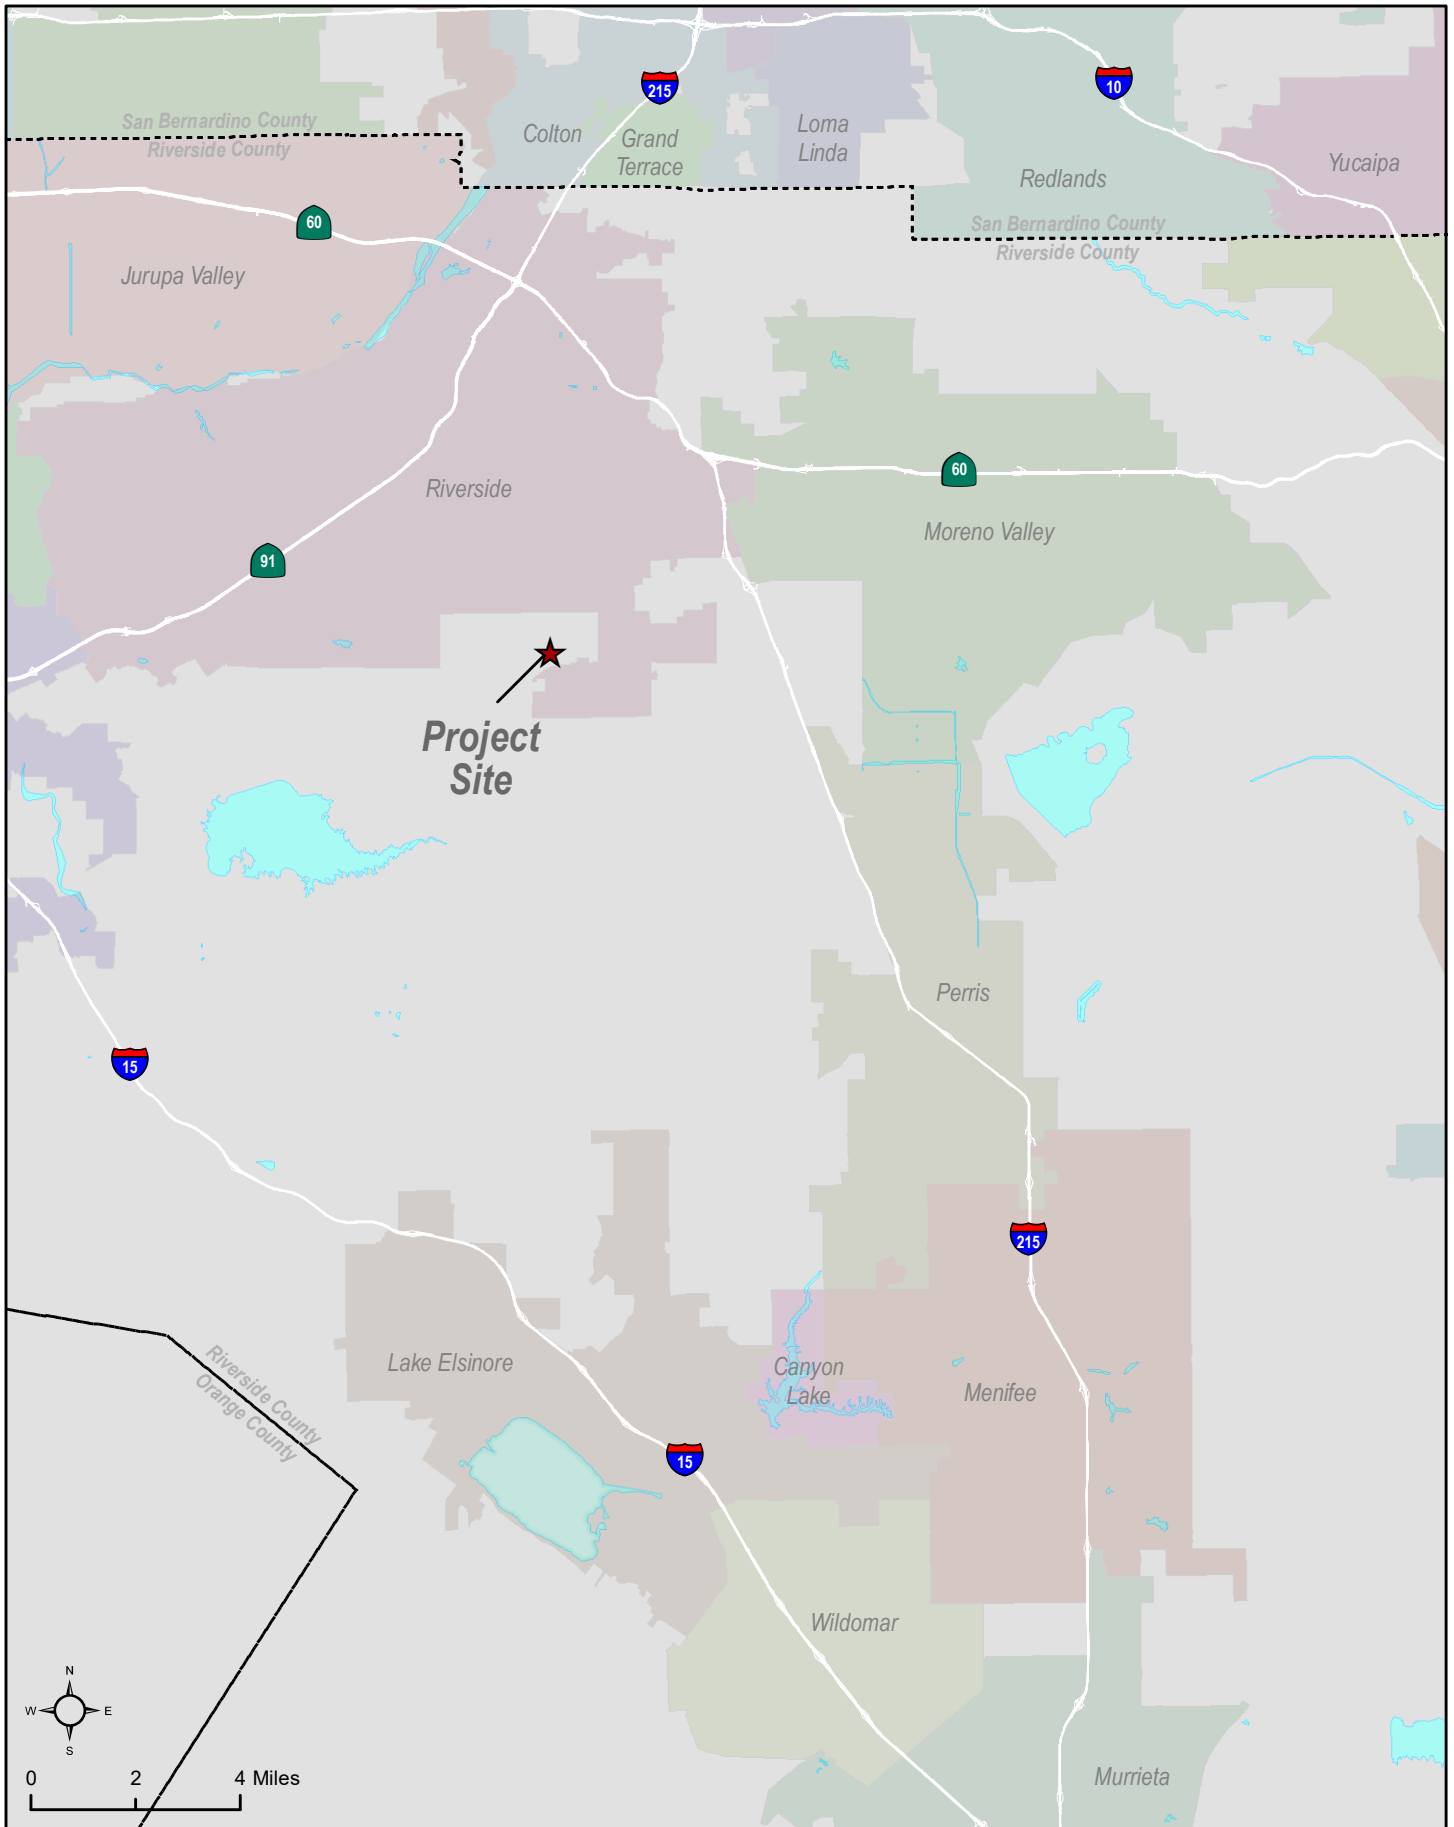 215
10
San Bernardino County
Riverside County
Colton
Grand
Terrace
Loma
Linda
Redlands
Yucaipa
60
San Bernardino County
Riverside County
Jurupa Valley
Riverside
60
Moreno Valley
91
Project
Site
Perris
15
215
Lake Elsinore
Canyon
Lake
Menifee
Riverside County
Orange County
15
Wildomar
N
W
E
S
Murrieta
0 2 4 Miles